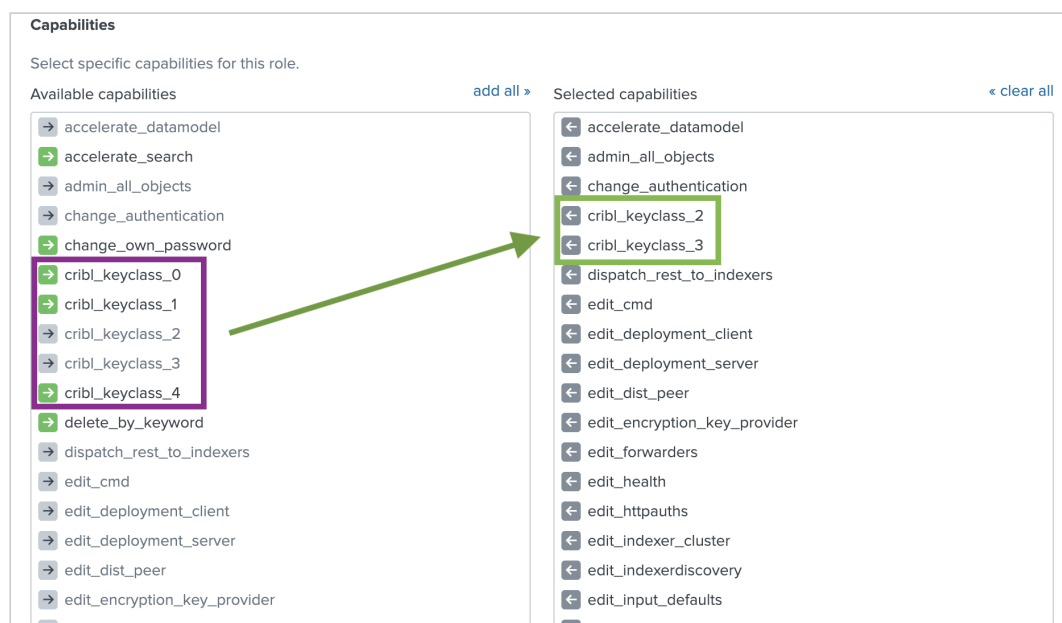 Capabilities
Select specific capabilities for this role.
Available capabilities
add all »
accelerate_datamodel
accelerate_search
admin_all_objects
change_authentication
change_own_password
cribl_keyclass_0
cribl_keyclass_1
cribl_keyclass_2
cribl_keyclass_3
cribl_keyclass_4
delete_by_keyword
dispatch_rest_to_indexers
edit_cmd
edit_deployment_client
edit_deployment_server
edit_dist_peer
edit_encryption_key_provider
Selected capabilities
« clear all
accelerate_datamodel
admin_all_objects
change_authentication
cribl_keyclass_2
cribl_keyclass_3
dispatch_rest_to_indexers
edit_cmd
edit_deployment_client
edit_deployment_server
edit_dist_peer
edit_encryption_key_provider
edit_forwarders
edit_health
edit_httpauths
edit_indexer_cluster
edit_indexerdiscovery
edit_input_defaults